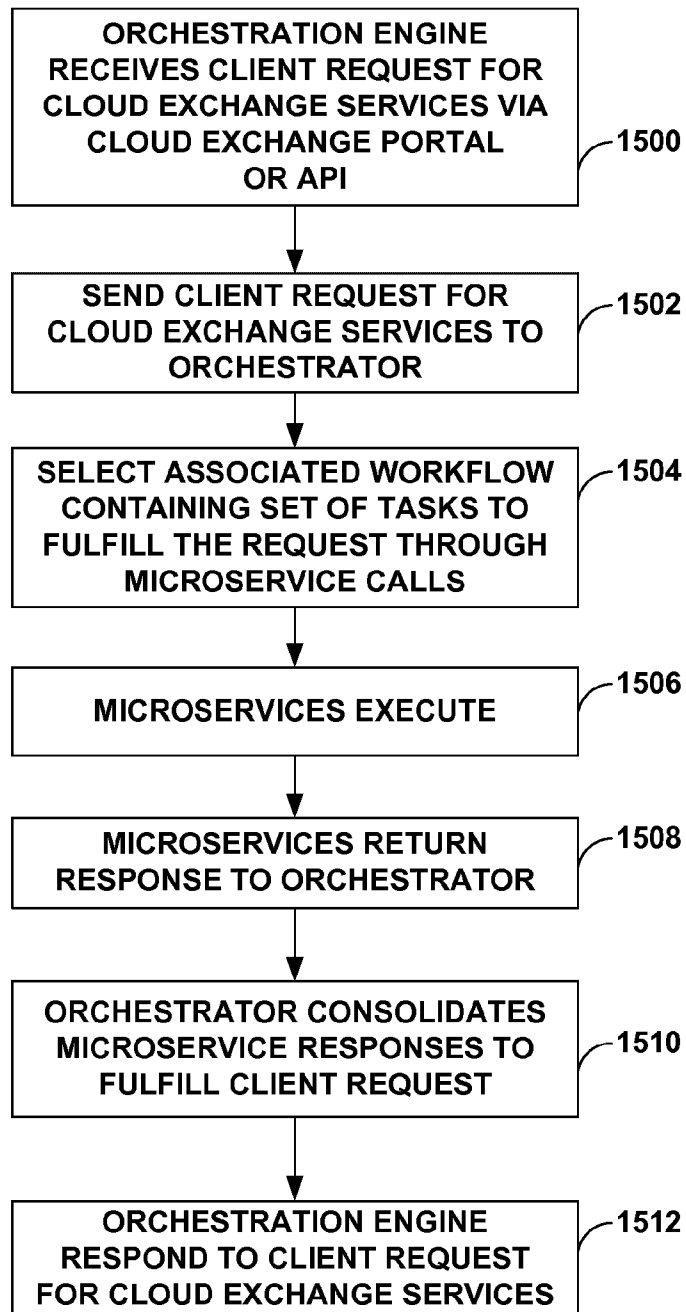 ORCHESTRATION ENGINE
RECEIVES CLIENT REQUEST FOR
CLOUD EXCHANGE SERVICES VIA
CLOUD EXCHANGE PORTAL
OR API
1500
SEND CLIENT REQUEST FOR
CLOUD EXCHANGE SERVICES TO
ORCHESTRATOR
1502
SELECT ASSOCIATED WORKFLOW
CONTAINING SET OF TASKS TO
FULFILL THE REQUEST THROUGH
MICROSERVICE CALLS
1504
MICROSERVICES EXECUTE
1506
MICROSERVICES RETURN
RESPONSE TO ORCHESTRATOR
1508
ORCHESTRATOR CONSOLIDATES
MICROSERVICE RESPONSES TO
FULFILL CLIENT REQUEST
1510
ORCHESTRATION ENGINE
RESPOND TO CLIENT REQUEST
FOR CLOUD EXCHANGE SERVICES
1512